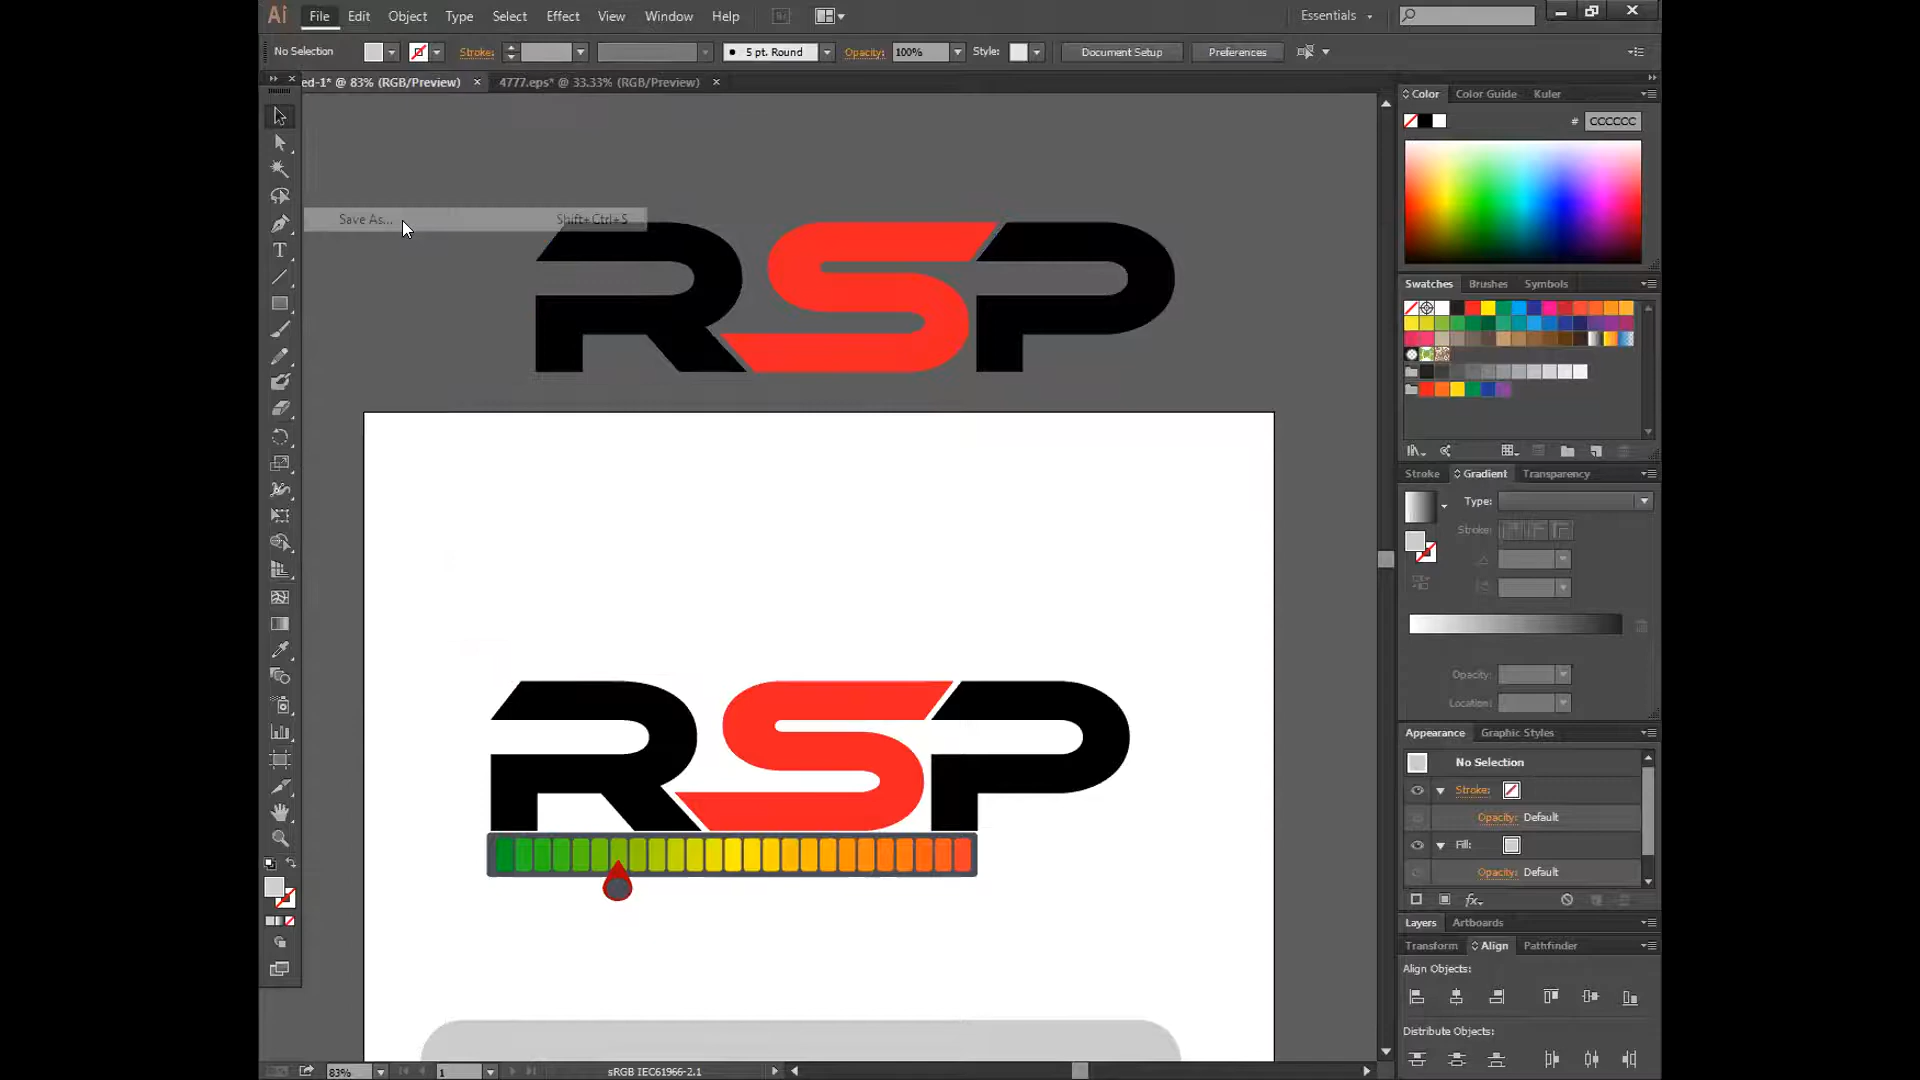 Ai File Edit Object Type Select Effect View Window Help Br Essentials
No Selection Stroke: 5 pt. Round Opacity: 100% Style: Document Setup Preferences
ed-1* @ 83% (RGB/Preview) × 4777.eps* @ 33.33% (RGB/Preview) ×
Color Color Guide Kuler
# CCCCCC
Save As... Shift+Ctrl+S
RSP
Swatches Brushes Symbols
Stroke Gradient Transparency
Type:
Stroke:
Opacity:
Location:
RSP
Appearance Graphic Styles
No Selection
Stroke:
Opacity: Default
Fill:
Opacity: Default
fx
Layers Artboards
Transform Align Pathfinder
Align Objects:
Distribute Objects:
83% 1 sRGB IEC61966-2.1